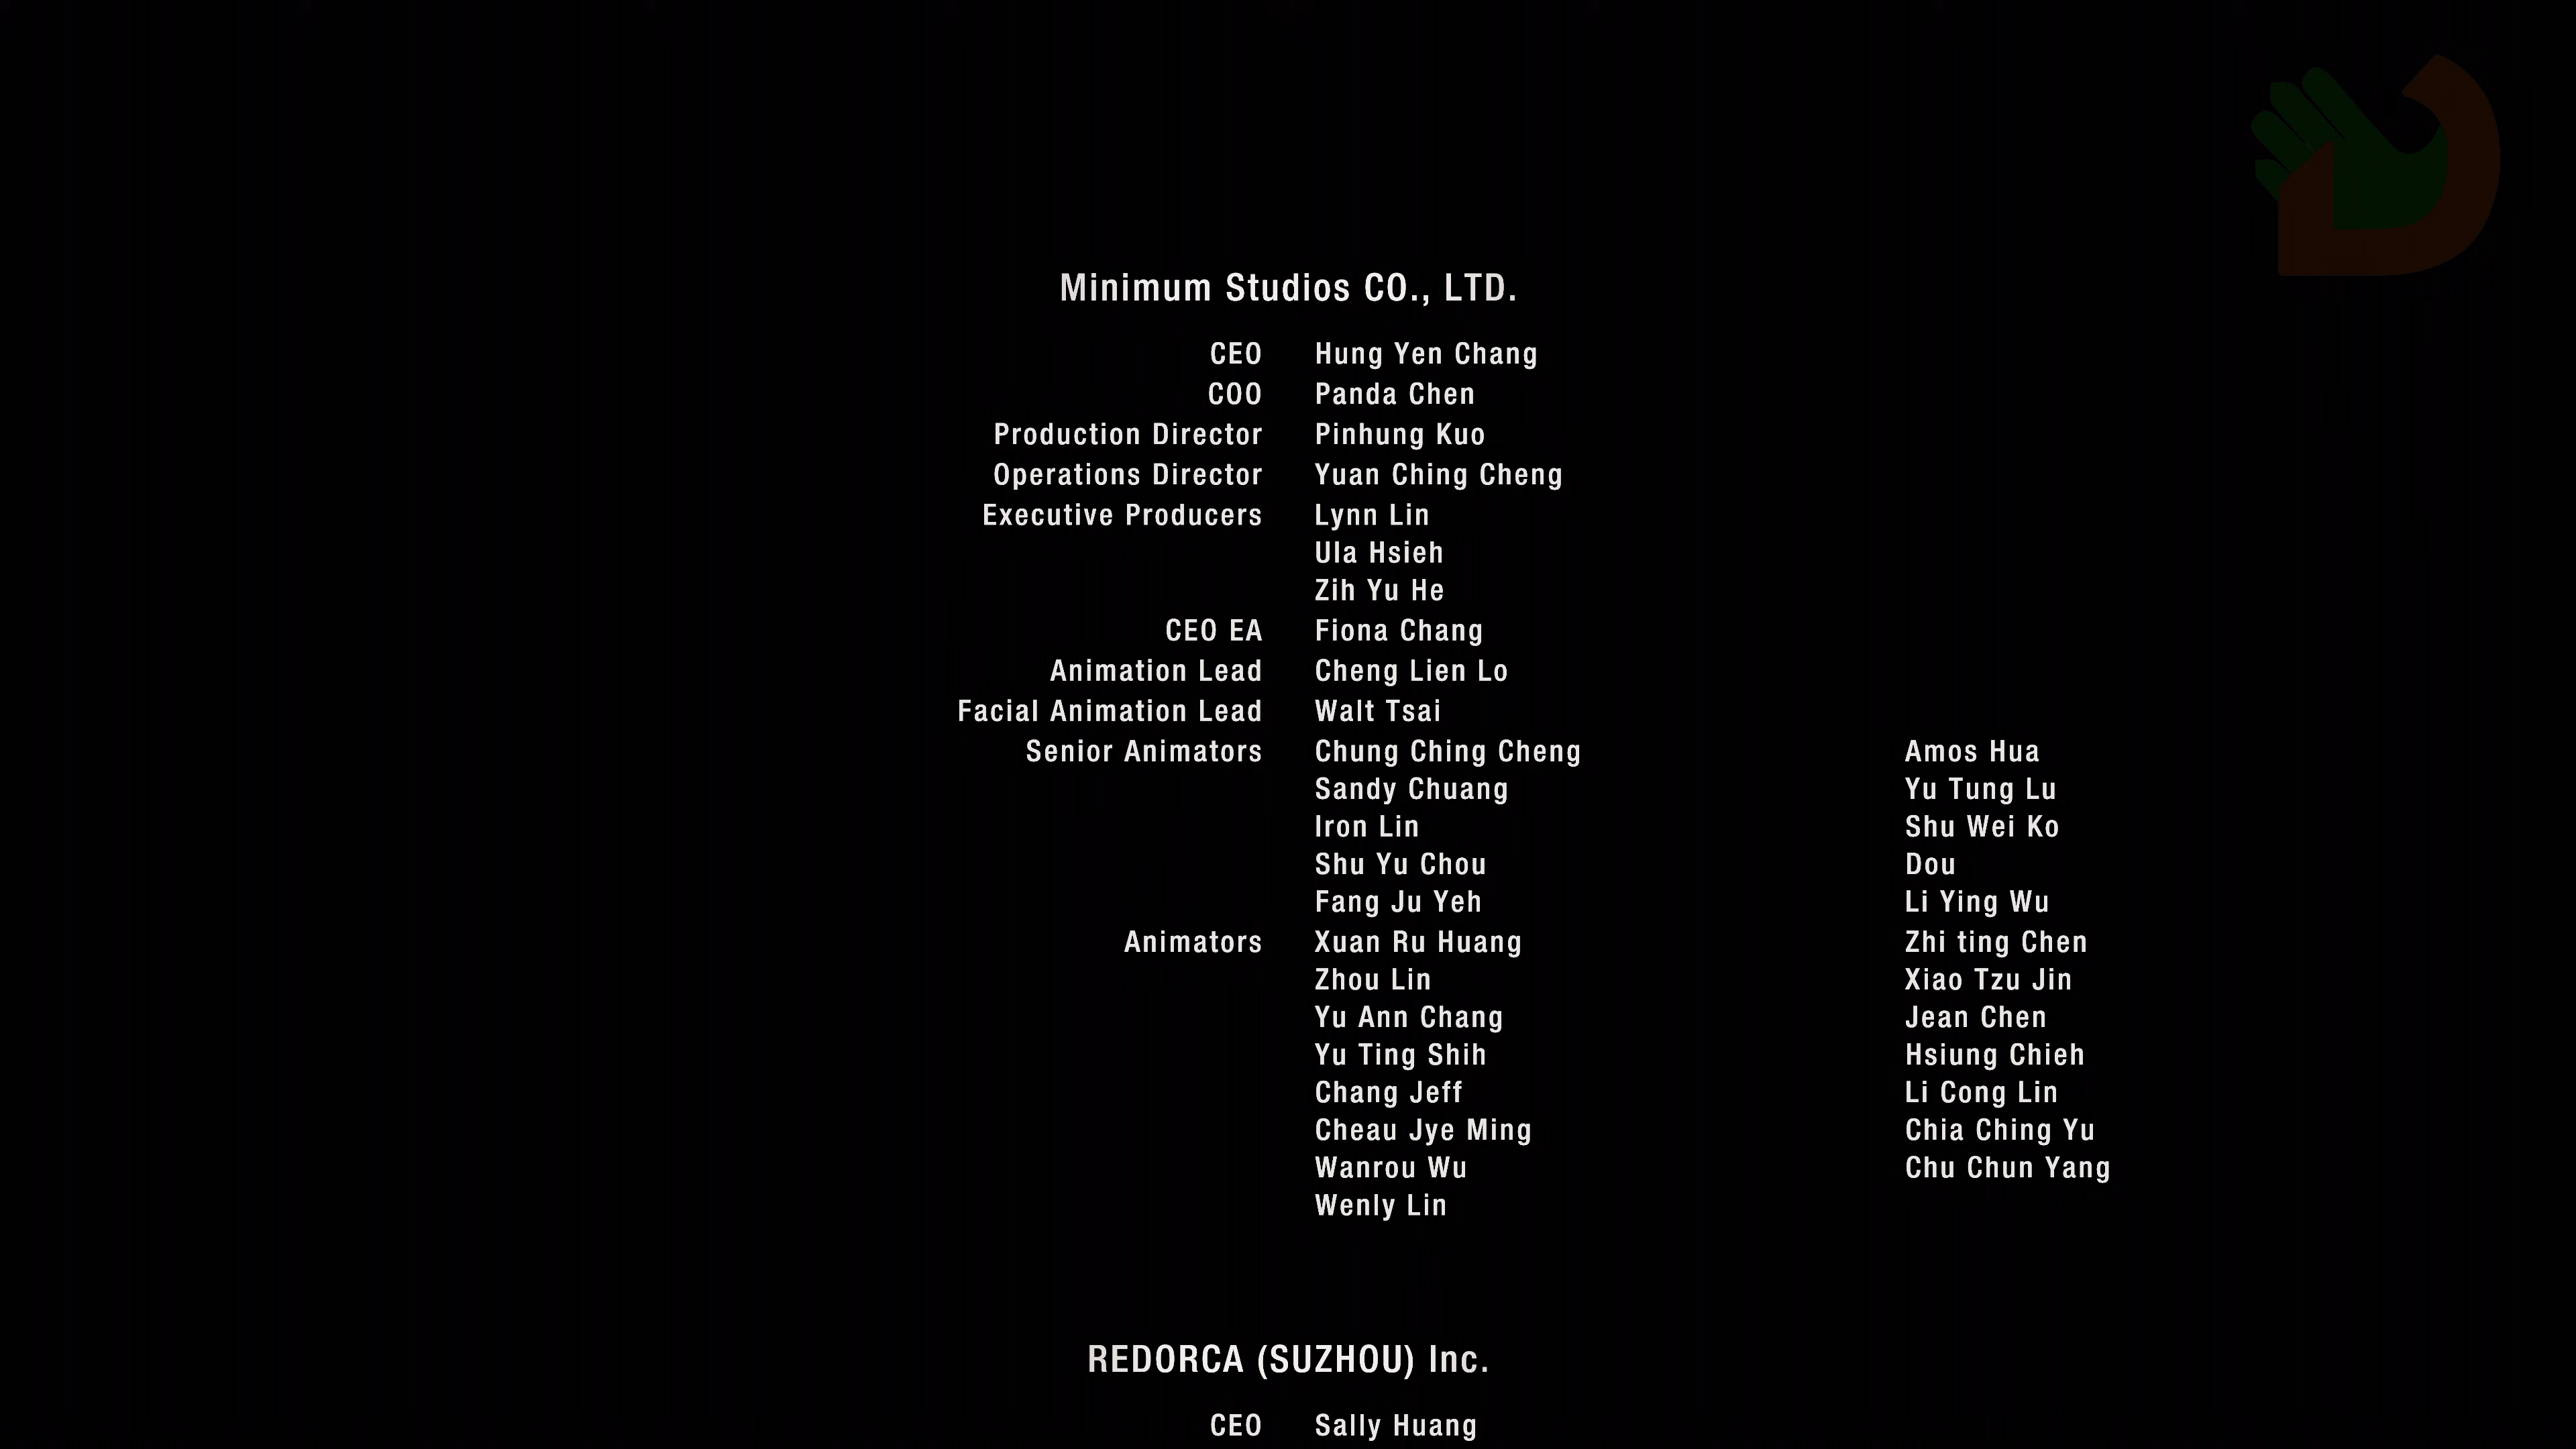 Minimum Studios CO., LTD.
CEO Hung Yen Chang
COO Panda Chen
Production Director Pinhung Kuo
Operations Director Yuan Ching Cheng
Executive Producers Lynn Lin
Ula Hsieh
Zih Yu He
CEO EA Fiona Chang
Animation Lead Cheng Lien Lo
Facial Animation Lead Walt Tsai
Senior Animators Chung Ching Cheng Amos Hua
Sandy Chuang Yu Tung Lu
Iron Lin Shu Wei Ko
Shu Yu Chou Dou
Fang Ju Yeh Li Ying Wu
Animators Xuan Ru Huang Zhi ting Chen
Zhou Lin Xiao Tzu Jin
Yu Ann Chang Jean Chen
Yu Ting Shih Hsiung Chieh
Chang Jeff Li Cong Lin
Cheau Jye Ming Chia Ching Yu
Wanrou Wu Chu Chun Yang
Wenly Lin
REDORCA (SUZHOU) Inc.
CEO Sally Huang